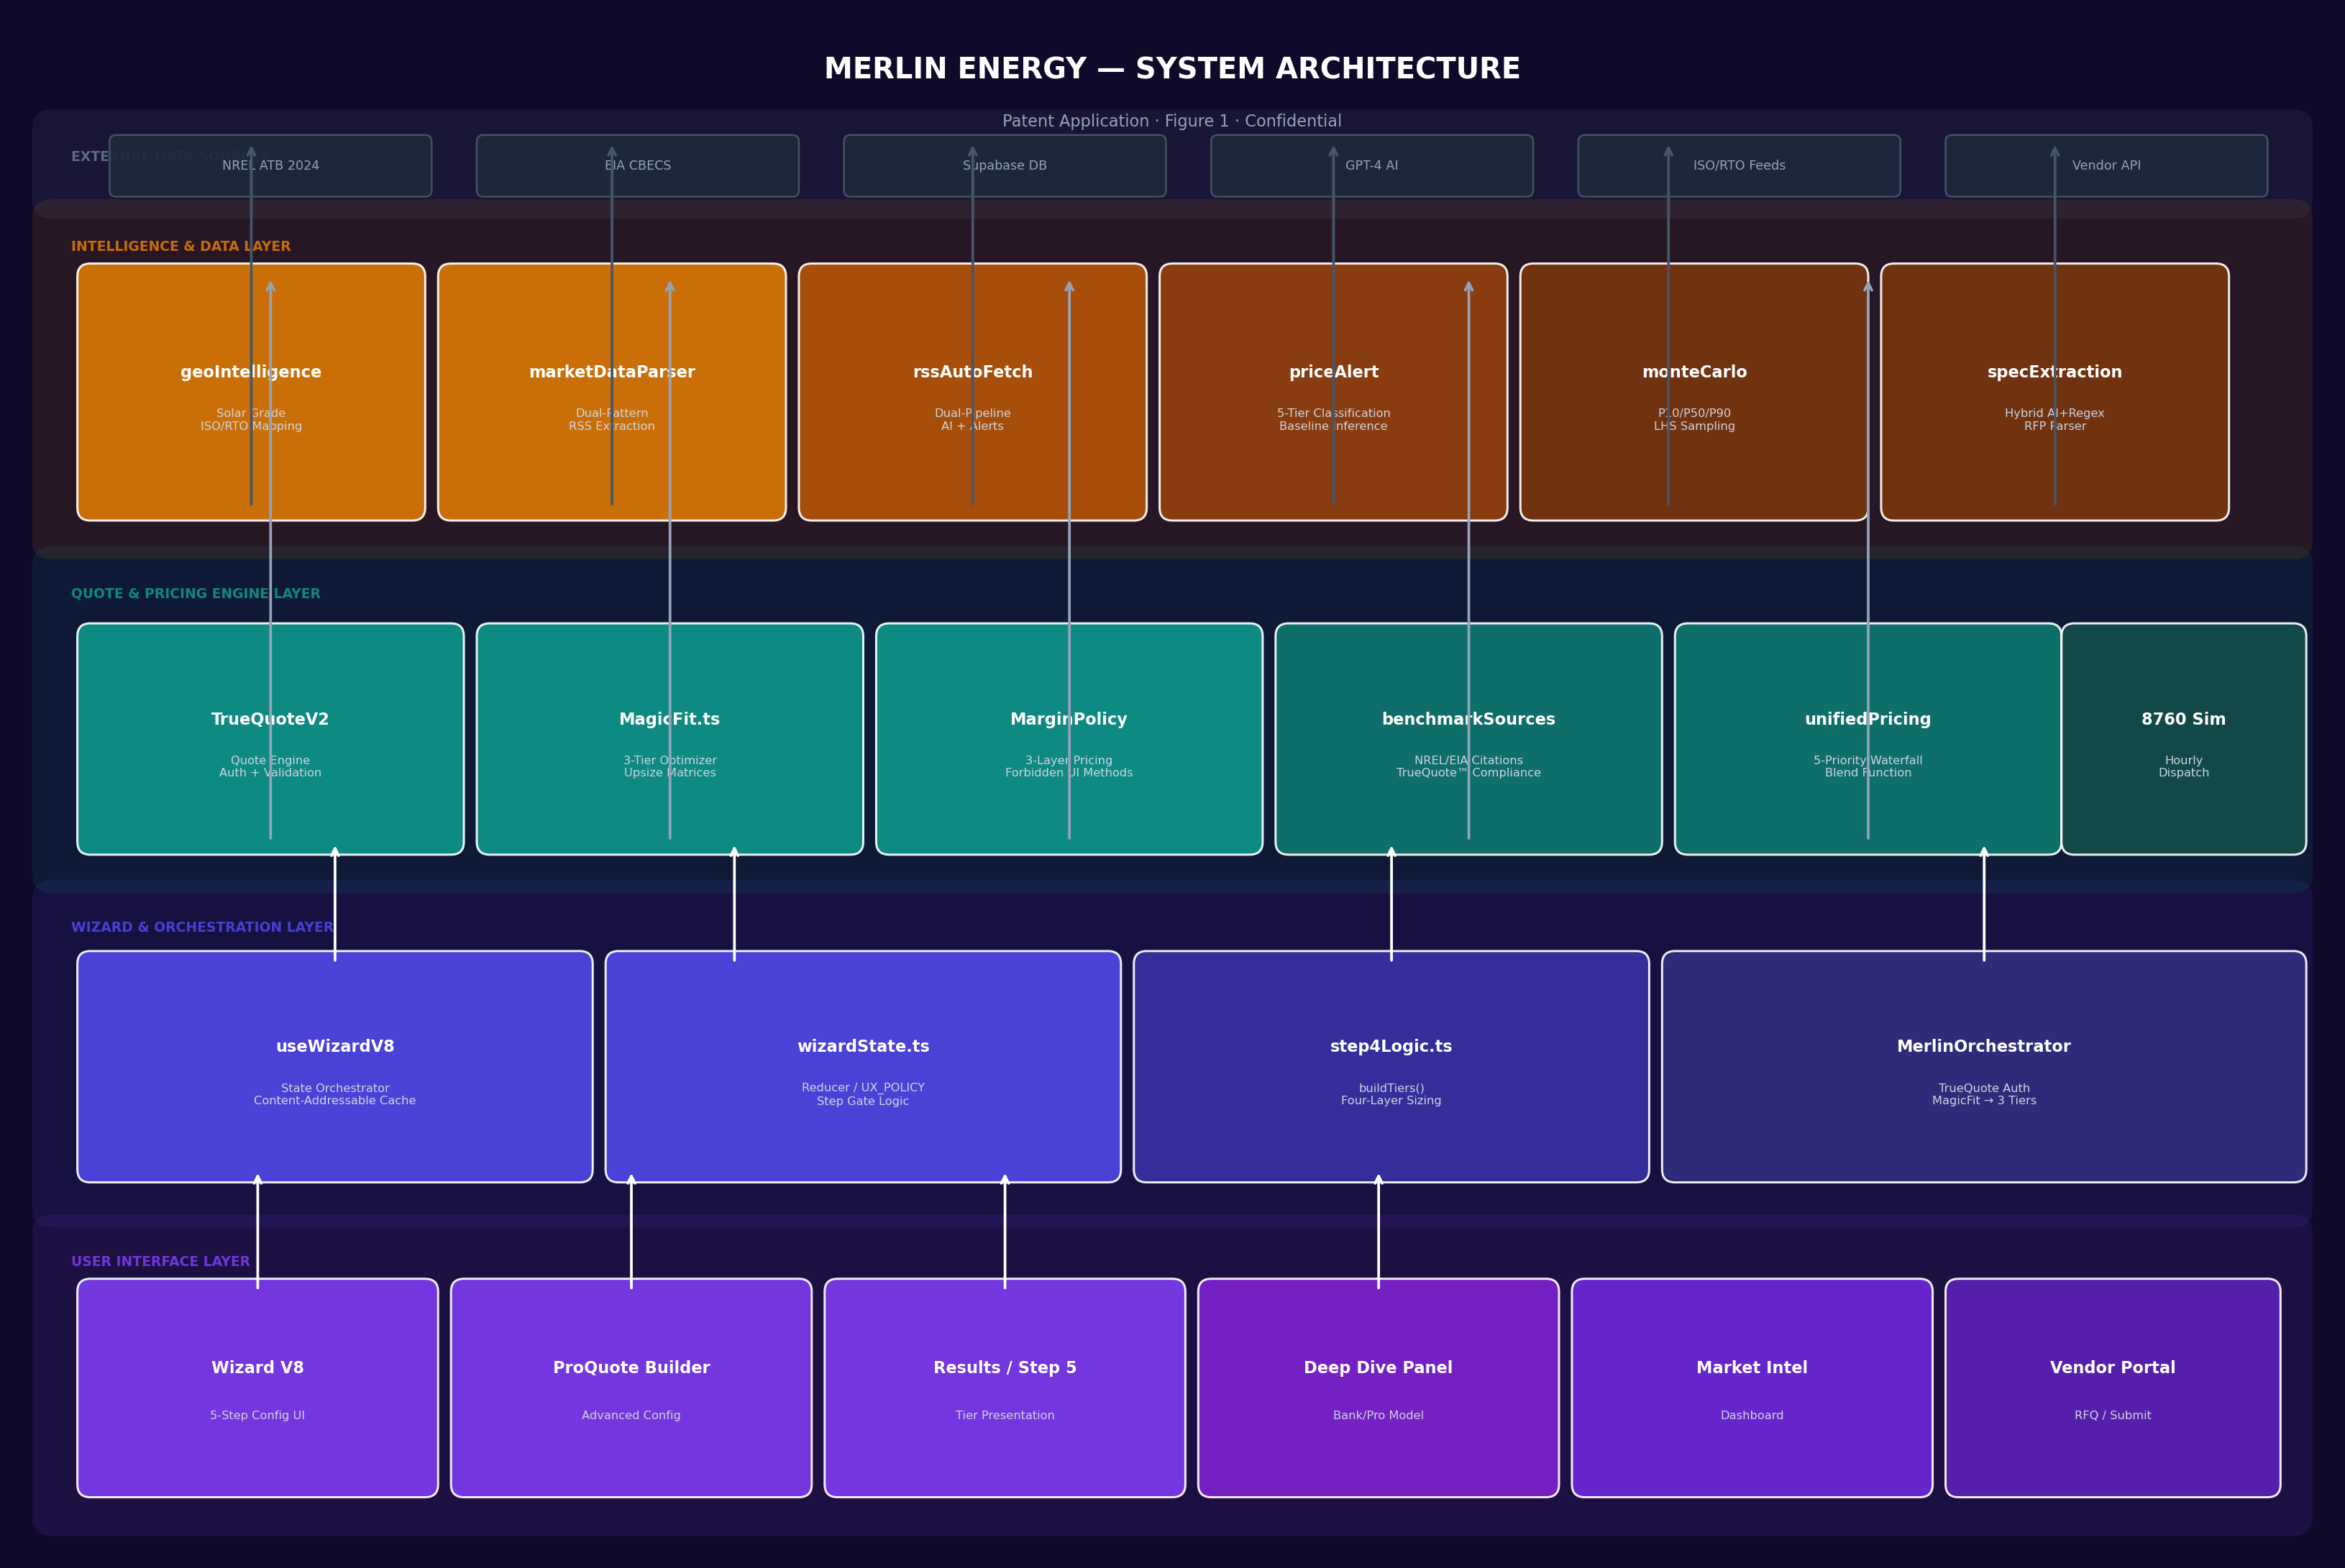 MERLIN ENERGY — SYSTEM ARCHITECTURE
Patent Application · Figure 1 · Confidential
EXTERNAL DATA SOURCES
NREL ATB 2024
EIA CBECS
Supabase DB
GPT-4 AI
ISO/RTO Feeds
Vendor API
INTELLIGENCE & DATA LAYER
geoIntelligence
Solar Grade
ISO/RTO Mapping
marketDataParser
Dual-Pattern
RSS Extraction
rssAutoFetch
Dual-Pipeline
AI + Alerts
priceAlert
5-Tier Classification
Baseline Inference
monteCarlo
P10/P50/P90
LHS Sampling
specExtraction
Hybrid AI+Regex
RFP Parser
QUOTE & PRICING ENGINE LAYER
TrueQuoteV2
Quote Engine
Auth + Validation
MagicFit.ts
3-Tier Optimizer
Upsize Matrices
MarginPolicy
3-Layer Pricing
Forbidden UI Methods
benchmarkSources
NREL/EIA Citations
TrueQuote™ Compliance
unifiedPricing
5-Priority Waterfall
Blend Function
8760 Sim
Hourly
Dispatch
WIZARD & ORCHESTRATION LAYER
useWizardV8
State Orchestrator
Content-Addressable Cache
wizardState.ts
Reducer / UX_POLICY
Step Gate Logic
step4Logic.ts
buildTiers()
Four-Layer Sizing
MerlinOrchestrator
TrueQuote Auth
MagicFit → 3 Tiers
USER INTERFACE LAYER
Wizard V8
5-Step Config UI
ProQuote Builder
Advanced Config
Results / Step 5
Tier Presentation
Deep Dive Panel
Bank/Pro Model
Market Intel
Dashboard
Vendor Portal
RFQ / Submit